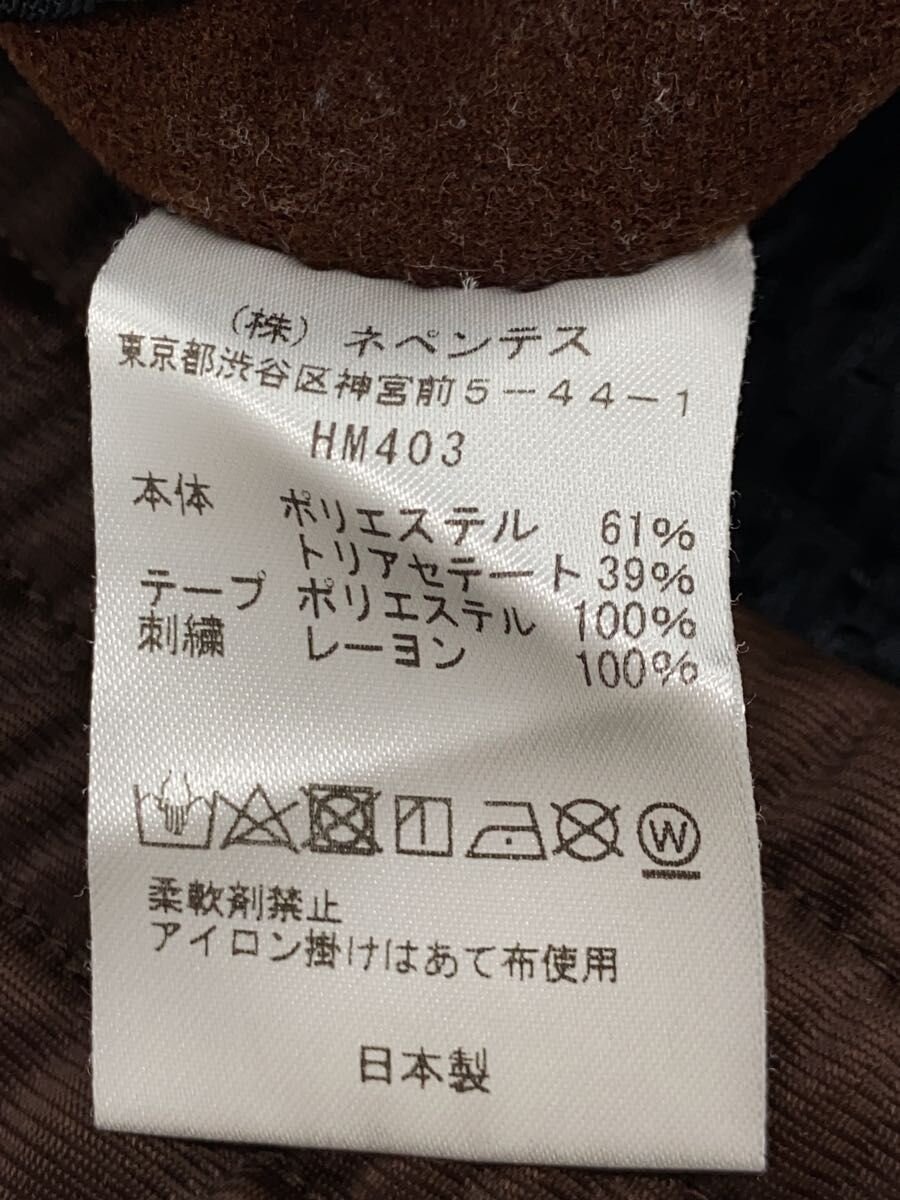 （株）ネペンテス
東京都渋谷区神宮前５－４４－１
HM403
本体 ポリエステル 61%
トリアセテート 39%
テープ ポリエステル 100%
刺繍 レーヨン 100%
W
柔軟剤禁止
アイロン掛けはあて布使用
日本製